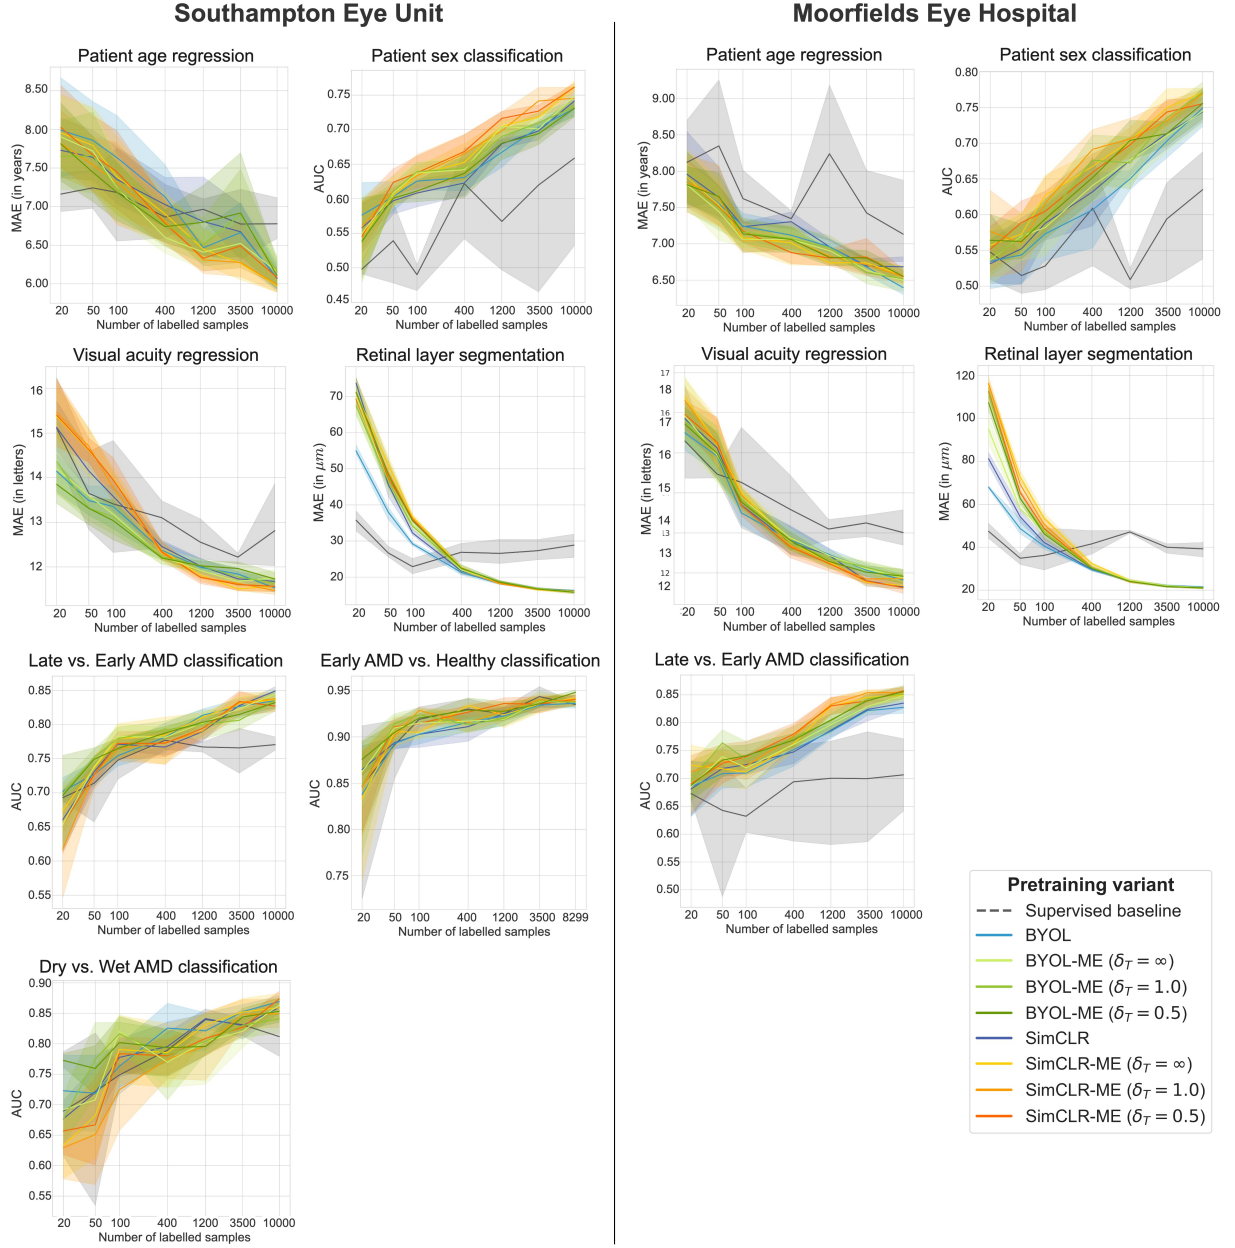 Southampton Eye Unit
Moorfields Eye Hospital
Patient age regression
MAE (in years)
8.50
8.00
7.50
7.00
6.50
6.00
20 50 100 400 1200 3500 10000
Number of labelled samples
Patient sex classification
AUC
0.75
0.70
0.65
0.60
0.55
0.50
0.45
20 50 100 400 1200 3500 10000
Number of labelled samples
Patient age regression
MAE (in years)
9.00
8.50
8.00
7.50
7.00
6.50
20 50 100 400 1200 3500 10000
Number of labelled samples
Patient sex classification
AUC
0.80
0.75
0.70
0.65
0.60
0.55
0.50
20 50 100 400 1200 3500 10000
Number of labelled samples
Visual acuity regression
MAE (in letters)
16
15
14
13
12
20 50 100 400 1200 3500 10000
Number of labelled samples
Retinal layer segmentation
MAE (in μm)
70
60
50
40
30
20
20 50 100 400 1200 3500 10000
Number of labelled samples
Visual acuity regression
MAE (in letters)
17
18
16
17
16
15
14
13
13
12
12
20 50 100 400 1200 3500 10000
Number of labelled samples
Retinal layer segmentation
MAE (in μm)
120
100
80
60
40
20
20 50 100 400 1200 3500 10000
Number of labelled samples
Late vs. Early AMD classification
AUC
0.85
0.80
0.75
0.70
0.65
0.60
0.55
20 50 100 400 1200 3500 10000
Number of labelled samples
Early AMD vs. Healthy classification
AUC
0.95
0.90
0.85
0.80
0.75
20 50 100 400 1200 3500 8299
Number of labelled samples
Late vs. Early AMD classification
AUC
0.85
0.80
0.75
0.70
0.65
0.60
0.55
0.50
20 50 100 400 1200 3500 10000
Number of labelled samples
Dry vs. Wet AMD classification
AUC
0.90
0.85
0.80
0.75
0.70
0.65
0.60
0.55
20 50 100 400 1200 3500 10000
Number of labelled samples
Pretraining variant
Supervised baseline
BYOL
BYOL-ME (δT = ∞)
BYOL-ME (δT = 1.0)
BYOL-ME (δT = 0.5)
SimCLR
SimCLR-ME (δT = ∞)
SimCLR-ME (δT = 1.0)
SimCLR-ME (δT = 0.5)